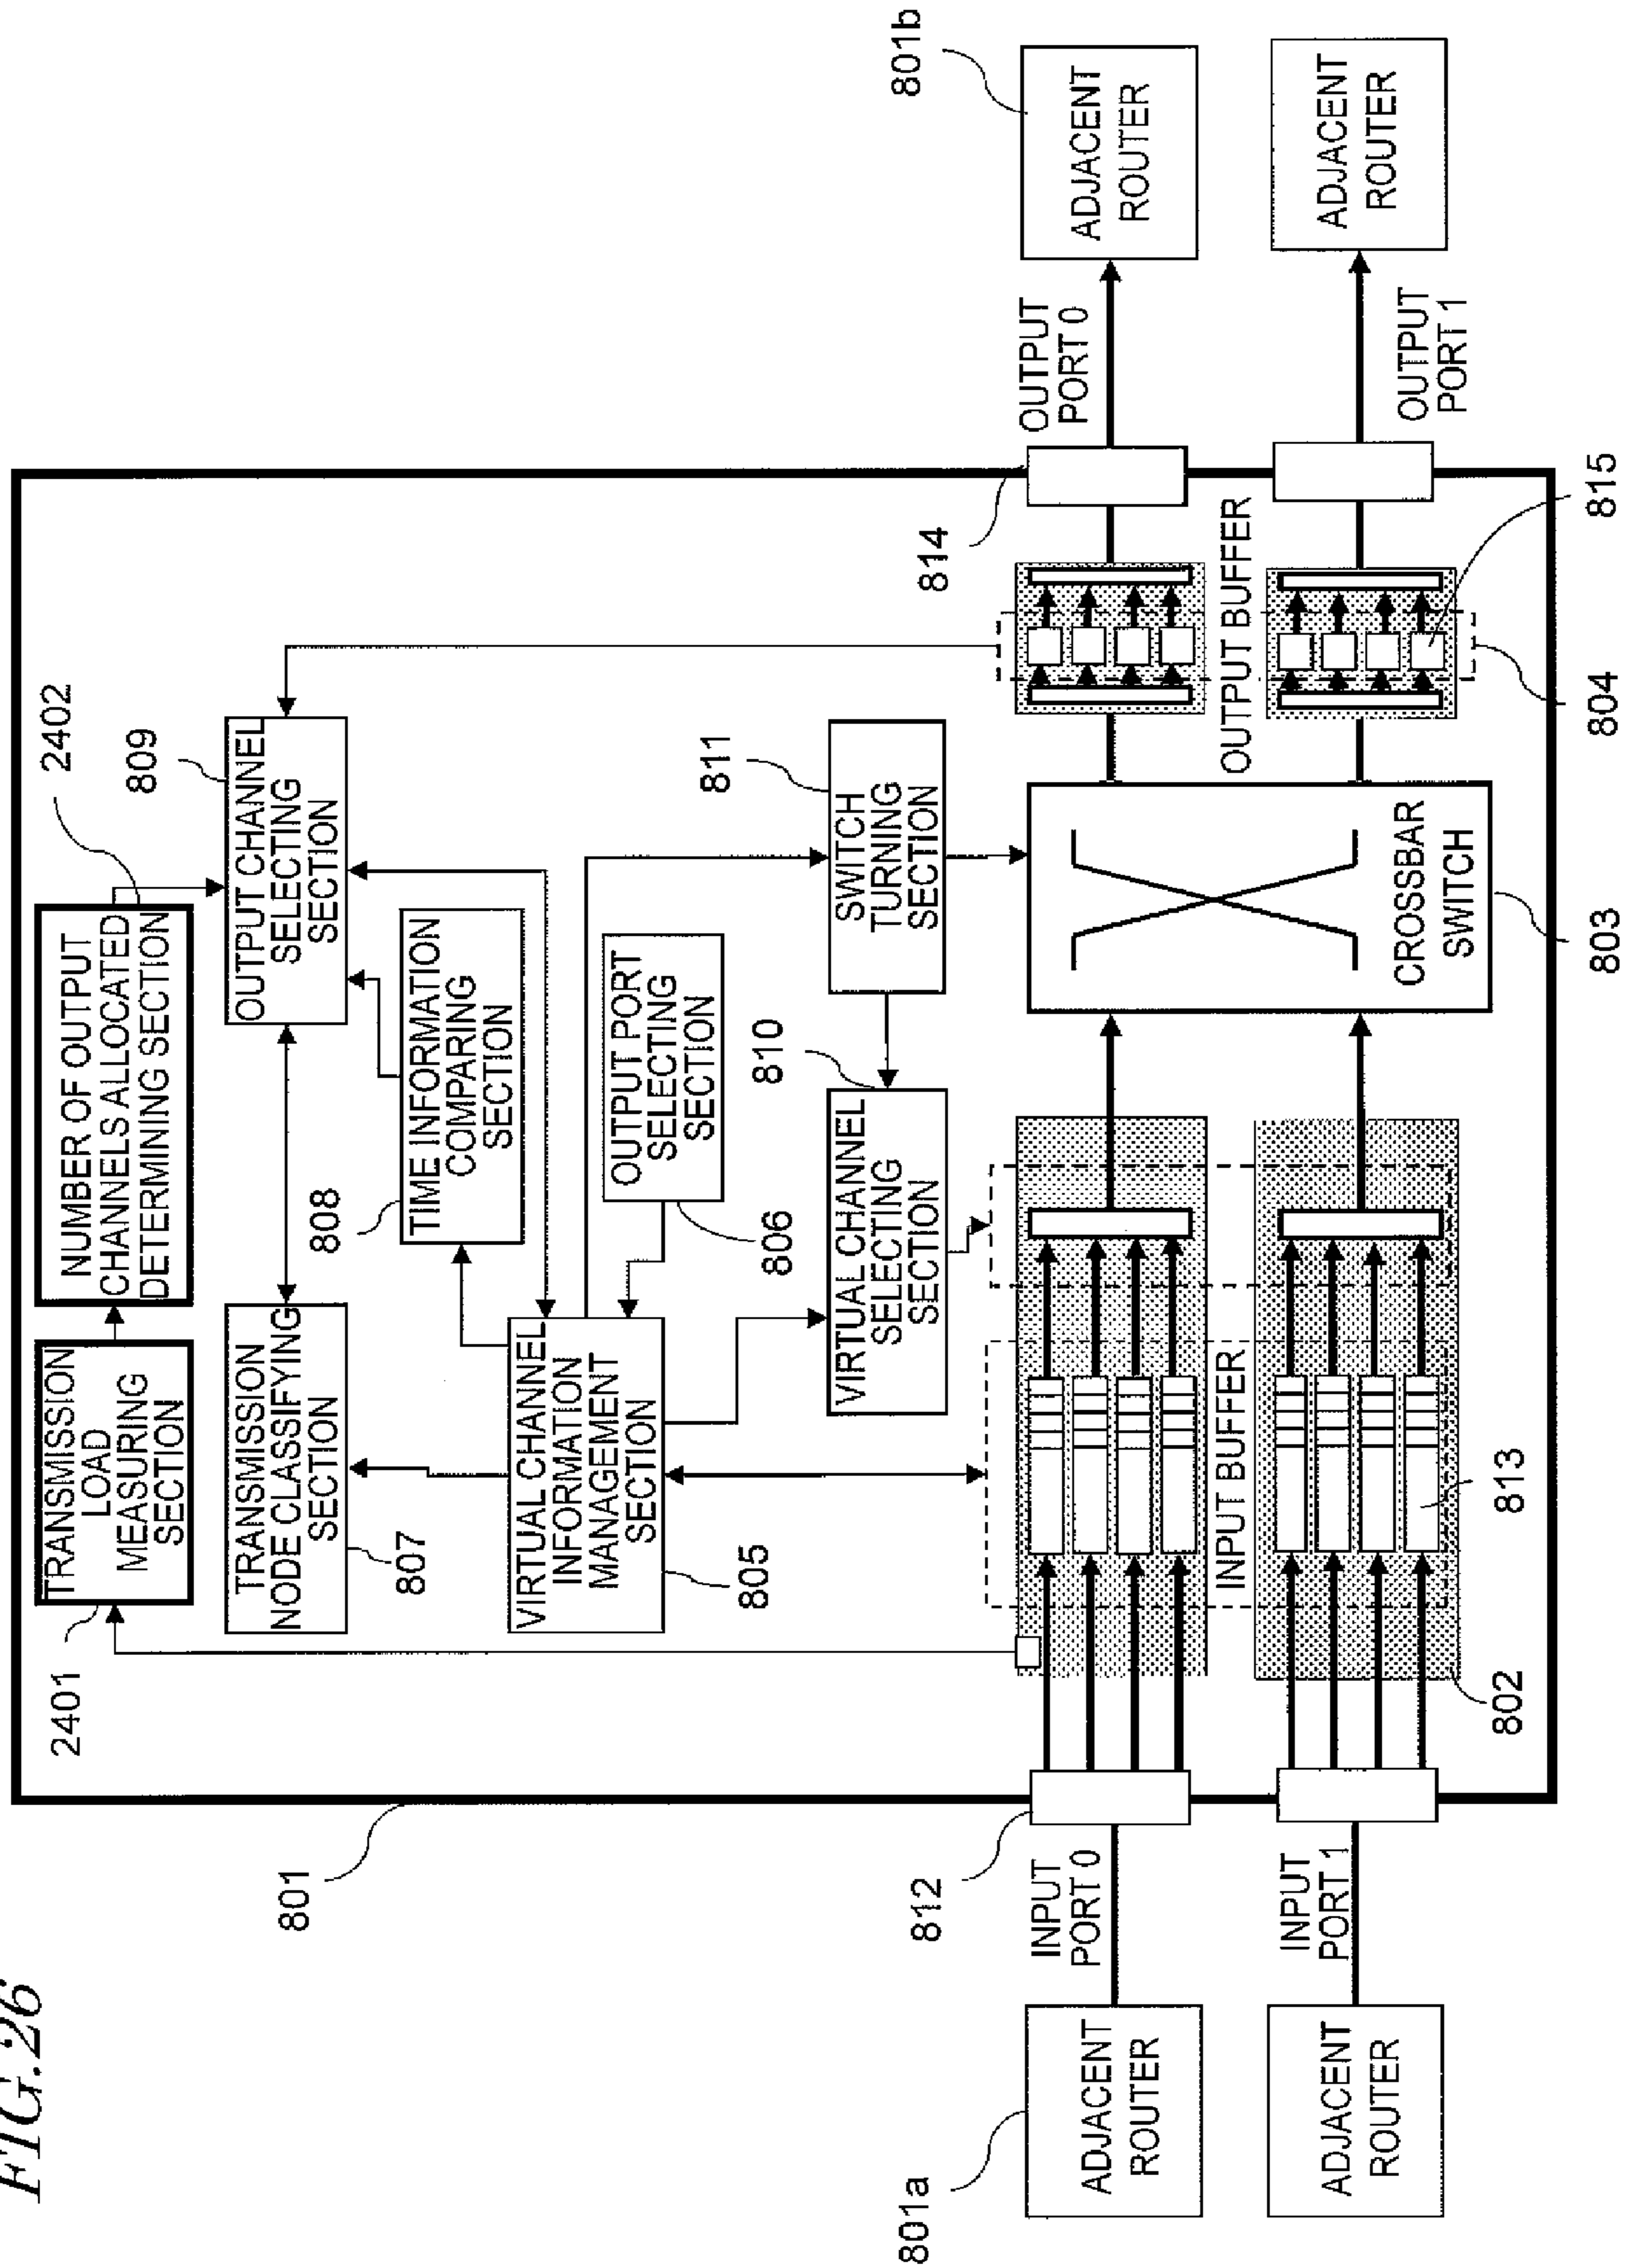 FIG.26
801
2401
TRANSMISSION
LOAD
MEASURING
SECTION
NUMBER OF OUTPUT
CHANNELS ALLOCATED
DETERMINING SECTION
2402
TRANSMISSION
NODE CLASSIFYING
SECTION
807
OUTPUT CHANNEL
SELECTING
SECTION
809
808
TIME INFORMATION
COMPARING
SECTION
VIRTUAL CHANNEL
INFORMATION
MANAGEMENT
SECTION
805
OUTPUT PORT
SELECTING
SECTION
806
VIRTUAL CHANNEL
SELECTING
SECTION
810
SWITCH
TURNING
SECTION
811
814
801b
801a
ADJACENT
ROUTER
INPUT
PORT 0
812
OUTPUT
PORT 0
ADJACENT
ROUTER
INPUT BUFFER
OUTPUT BUFFER
ADJACENT
ROUTER
INPUT
PORT 1
CROSSBAR
SWITCH
OUTPUT
PORT 1
ADJACENT
ROUTER
802
813
803
804
815